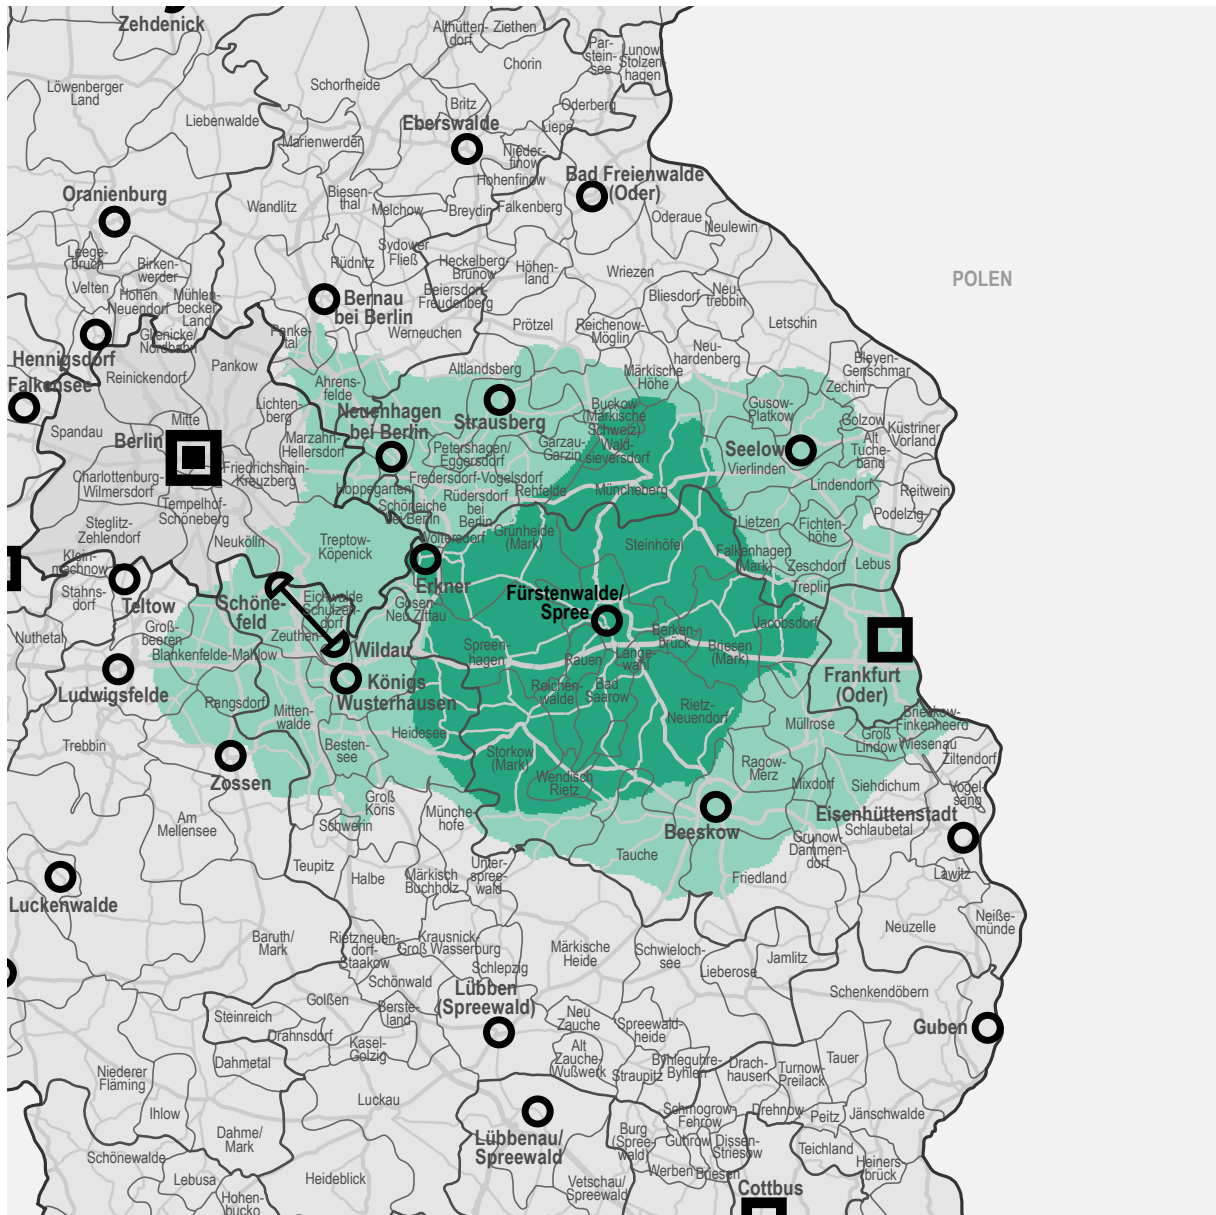 Zehdenick
Althütten-
dorf
Ziethen
Par-
stein-
see
Lunow-
Stolzen-
hagen
Chorin
Schorfheide
Löwenberger
Land
Britz
Oderberg
Liebenwalde
Eberswalde
Liepe
Marienwerder
Nieder-
finow
Hohenfinow
Bad Freienwalde
(Oder)
Oranienburg
Biesen-
thal
Wandlitz
Melchow
Breydin
Falkenberg
Oderaue
Neulewin
Leege-
bruch
Birken-
werder
Sydower
Fließ
Rüdnitz
Heckelberg-
Brunow
Höhen-
land
Wriezen
POLEN
Velten
Hohen
Neuendorf
Mühlen-
becker
Land
Bernau
bei Berlin
Beiersdorf-
Freudenberg
Bliesdorf
Neu-
trebbin
Glienicke/
Nordbahn
Panke-
tal
Werneuchen
Prötzel
Reichenow-
Möglin
Letschin
Hennigsdorf
Neu-
hardenberg
Bleyen-
Genschmar
Falkensee
Reinickendorf
Pankow
Ahrens-
felde
Altlandsberg
Märkische
Höhe
Zechin
Lichten-
berg
Neuenhagen
bei Berlin
Strausberg
Buckow
(Märkische
Schweiz)
Gusow-
Platkow
Golzow
Küstriner
Vorland
Mitte
Spandau
Berlin
Marzahn-
Hellersdorf
Petershagen/
Eggersdorf
Garzau-
Garzin
Wald-
sieversdorf
Seelow
Alt
Tuche-
band
Vierlinden
Charlottenburg-
Wilmersdorf
Friedrichshain-
Kreuzberg
Hoppegarten
Fredersdorf-Vogelsdorf
Rehfelde
Müncheberg
Lindendorf
Reitwein
Tempelhof-
Schöneberg
Schöneiche
bei Berlin
Rüdersdorf
bei
Berlin
Podelzig
Steglitz-
Zehlendorf
Neukölln
Treptow-
Köpenick
Woltersdorf
Grünheide
(Mark)
Steinhöfel
Lietzen
Fichten-
höhe
Falkenhagen
(Mark)
Klein-
machnow
Erkner
Zeschdorf
Lebus
Treplin
Stahns-
dorf
Teltow
Schöne-
feld
Eichwalde
Schulzen-
dorf
Gosen-
Neu Zittau
Fürstenwalde/
Spree
Groß-
beeren
Zeuthen
Jacobsdorf
Nuthetal
Blankenfelde-Mahlow
Wildau
Spreen-
hagen
Rauen
Lange-
wahl
Berken-
brück
Briesen
(Mark)
Ludwigsfelde
Königs
Wusterhausen
Frankfurt
(Oder)
Rangsdorf
Mitten-
walde
Reichen-
walde
Bad
Saarow
Rietz-
Neuendorf
Müllrose
Brieskow-
Finkenheerd
Trebbin
Besten-
see
Heidesee
Groß
Lindow
Wiesenau
Ziltendorf
Storkow
(Mark)
Ragow-
Merz
Zossen
Wendisch
Rietz
Mixdorf
Siehdichum
Vogel-
sang
Groß
Köris
Münche-
hofe
Eisenhüttenstadt
Am
Mellensee
Schwerin
Beeskow
Schlaubetal
Grunow-
Dammen-
dorf
Teupitz
Halbe
Märkisch
Buchholz
Unter-
spree-
wald
Tauche
Friedland
Lawitz
Luckenwalde
Neiße-
münde
Neuzelle
Baruth/
Mark
Rietzneuen-
dorf-
Staakow
Krausnick-
Groß Wasserburg
Märkische
Heide
Schwieloch-
see
Jamlitz
Schlepzig
Lieberose
Schönwald
Schenkendöbern
Golßen
Lübben
(Spreewald)
Steinreich
Berste-
land
Neu
Zauche
Spreewald-
heide
Guben
Drahnsdorf
Kasel-
Golzig
Alt
Zauche-
Wußwerk
Straupitz
Byhleguhre-
Byhlen
Drach-
hausen
Turnow-
Preilack
Tauer
Dahmetal
Niederer
Fläming
Ihlow
Luckau
Schmogrow-
Fehrow
Drehnow
Peitz
Jänschwalde
Dahme/
Mark
Lübbenau/
Spreewald
Burg
(Spree-
wald)
Guhrow
Dissen-
Striesow
Teichland
Schönewalde
Lebusa
Heideblick
Werben
Briesen
Heiners-
brück
Hohen-
bucko
Vetschau/
Spreewald
Cottbus